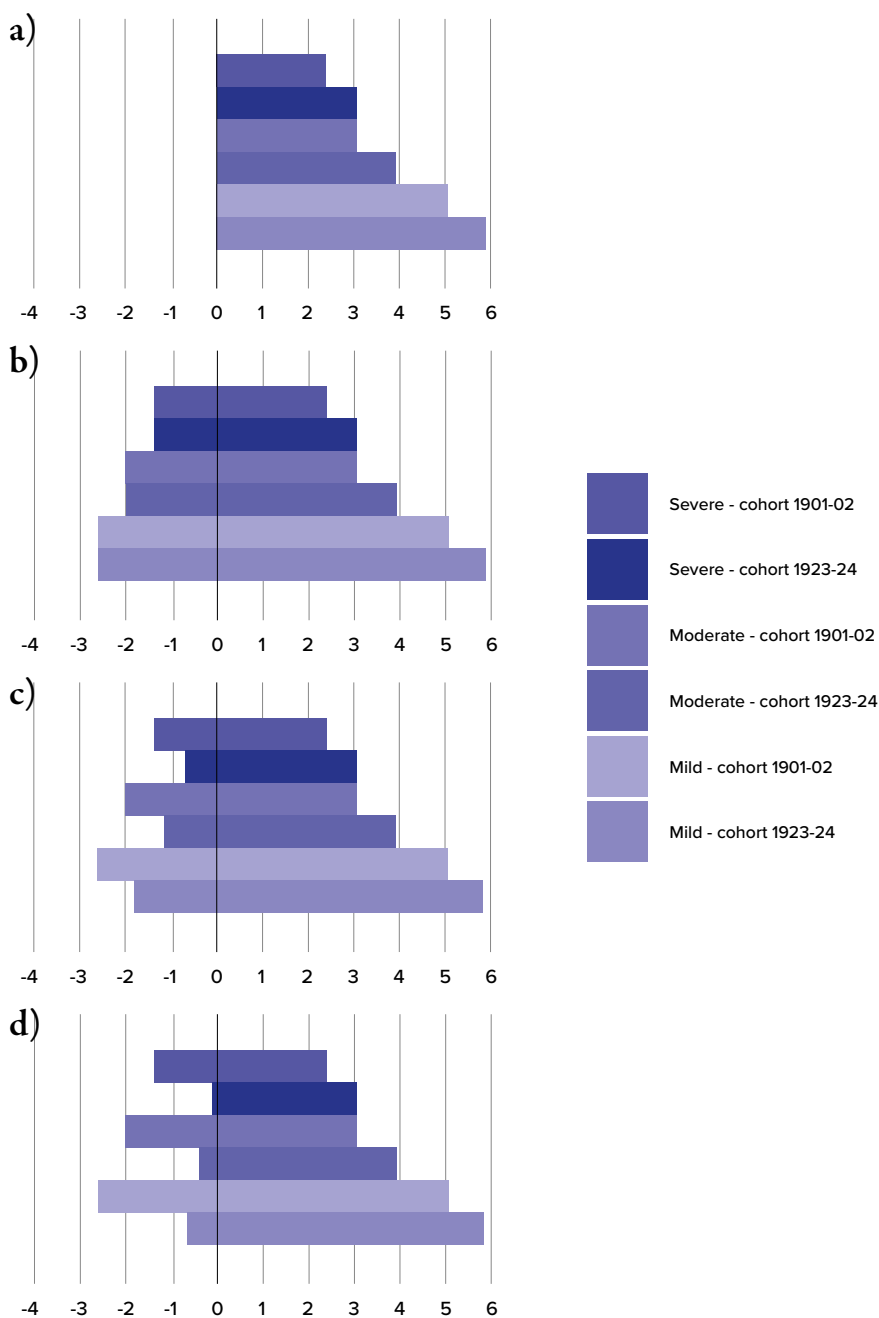 a)
-4 -3 -2 -1 0 1 2 3 4 5 6
b)
-4 -3 -2 -1 0 1 2 3 4 5 6
c)
-4 -3 -2 -1 0 1 2 3 4 5 6
d)
-4 -3 -2 -1 0 1 2 3 4 5 6
Severe - cohort 1901-02
Severe - cohort 1923-24
Moderate - cohort 1901-02
Moderate - cohort 1923-24
Mild - cohort 1901-02
Mild - cohort 1923-24